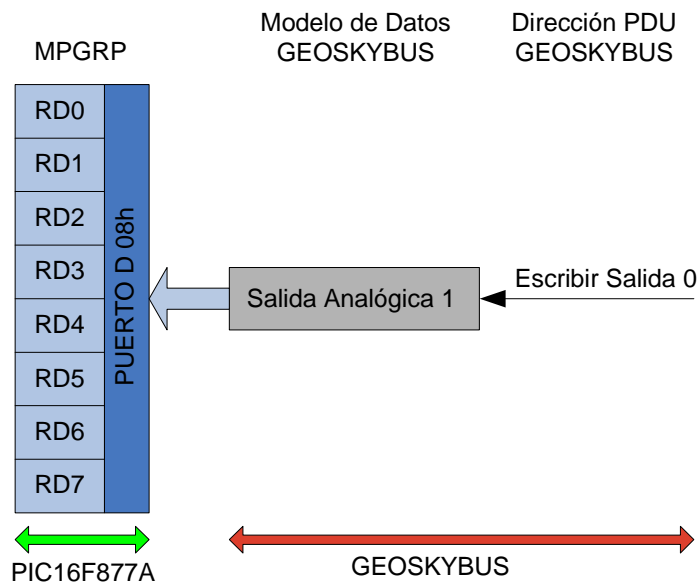 MPGRP
Modelo de Datos
GEOSKYBUS
Dirección PDU
GEOSKYBUS
RD0
RD1
RD2
RD3
RD4
RD5
RD6
RD7
PUERTO D 08h
Salida Analógica 1
Escribir Salida 0
PIC16F877A
GEOSKYBUS